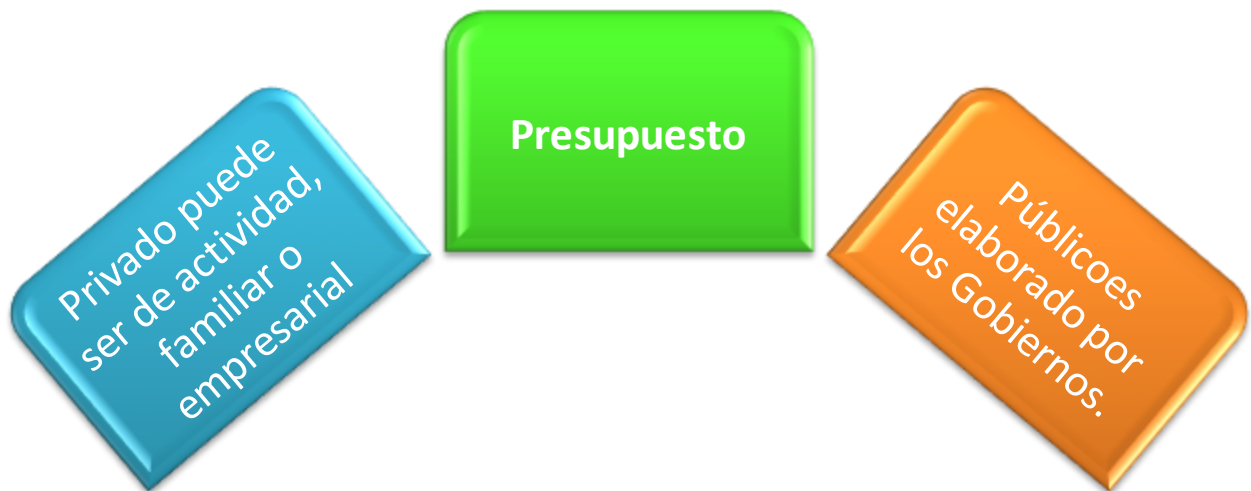 Presupuesto
Privado puede
ser de actividad,
familiar o
empresarial
Públicoes
elaborado por
los Gobiernos.